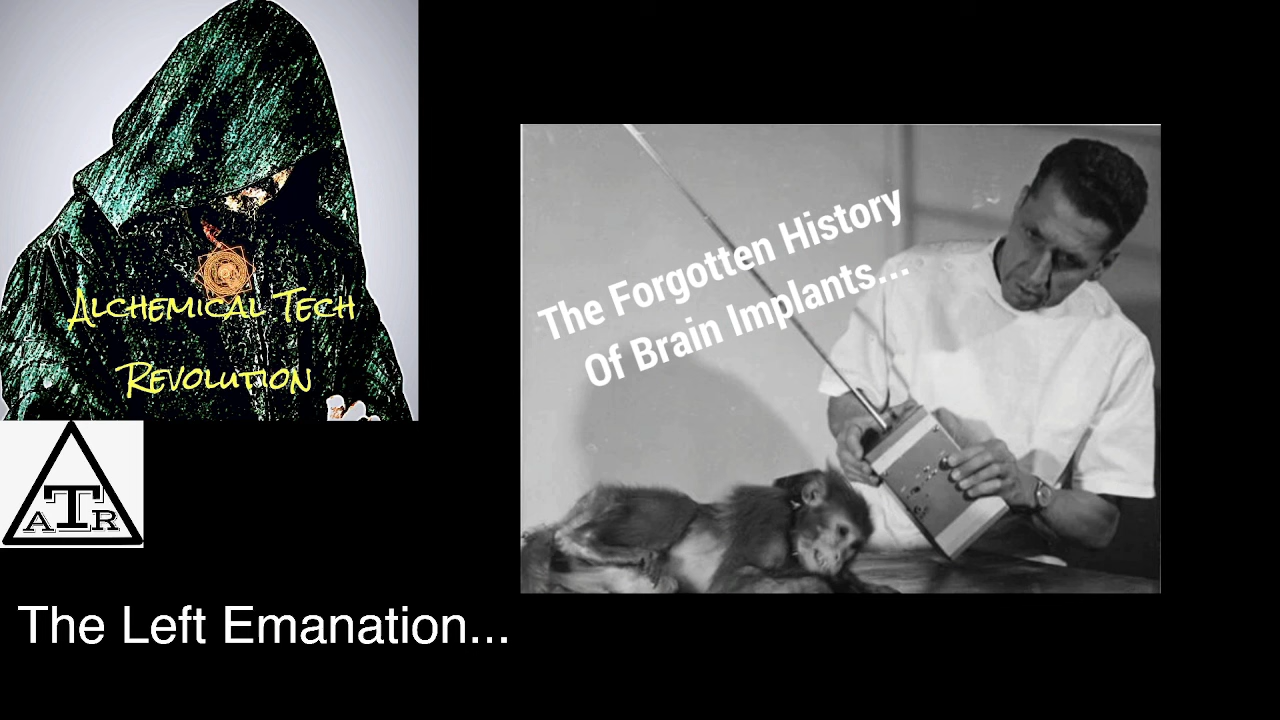 Alchemical Tech
Revolution
The Forgotten History
Of Brain Implants...
ATR
The Left Emanation...